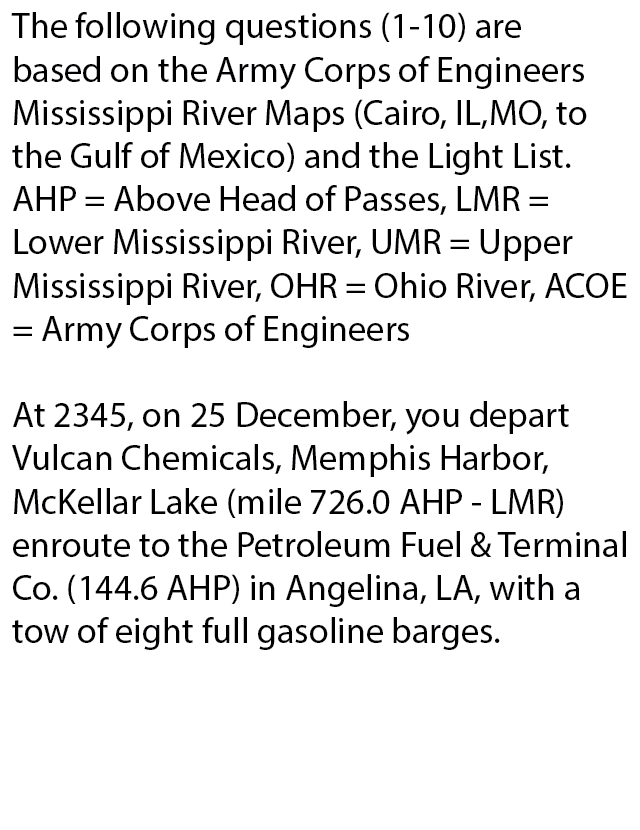 The following questions (1-10) are
based on the Army Corps of Engineers
Mississippi River Maps (Cairo, IL,MO, to
the Gulf of Mexico) and the Light List.
AHP = Above Head of Passes, LMR =
Lower Mississippi River, UMR = Upper
Mississippi River, OHR = Ohio River, ACOE
= Army Corps of Engineers
At 2345, on 25 December, you depart
Vulcan Chemicals, Memphis Harbor,
McKellar Lake (mile 726.0 AHP - LMR)
enroute to the Petroleum Fuel & Terminal
Co. (144.6 AHP) in Angelina, LA, with a
tow of eight full gasoline barges.